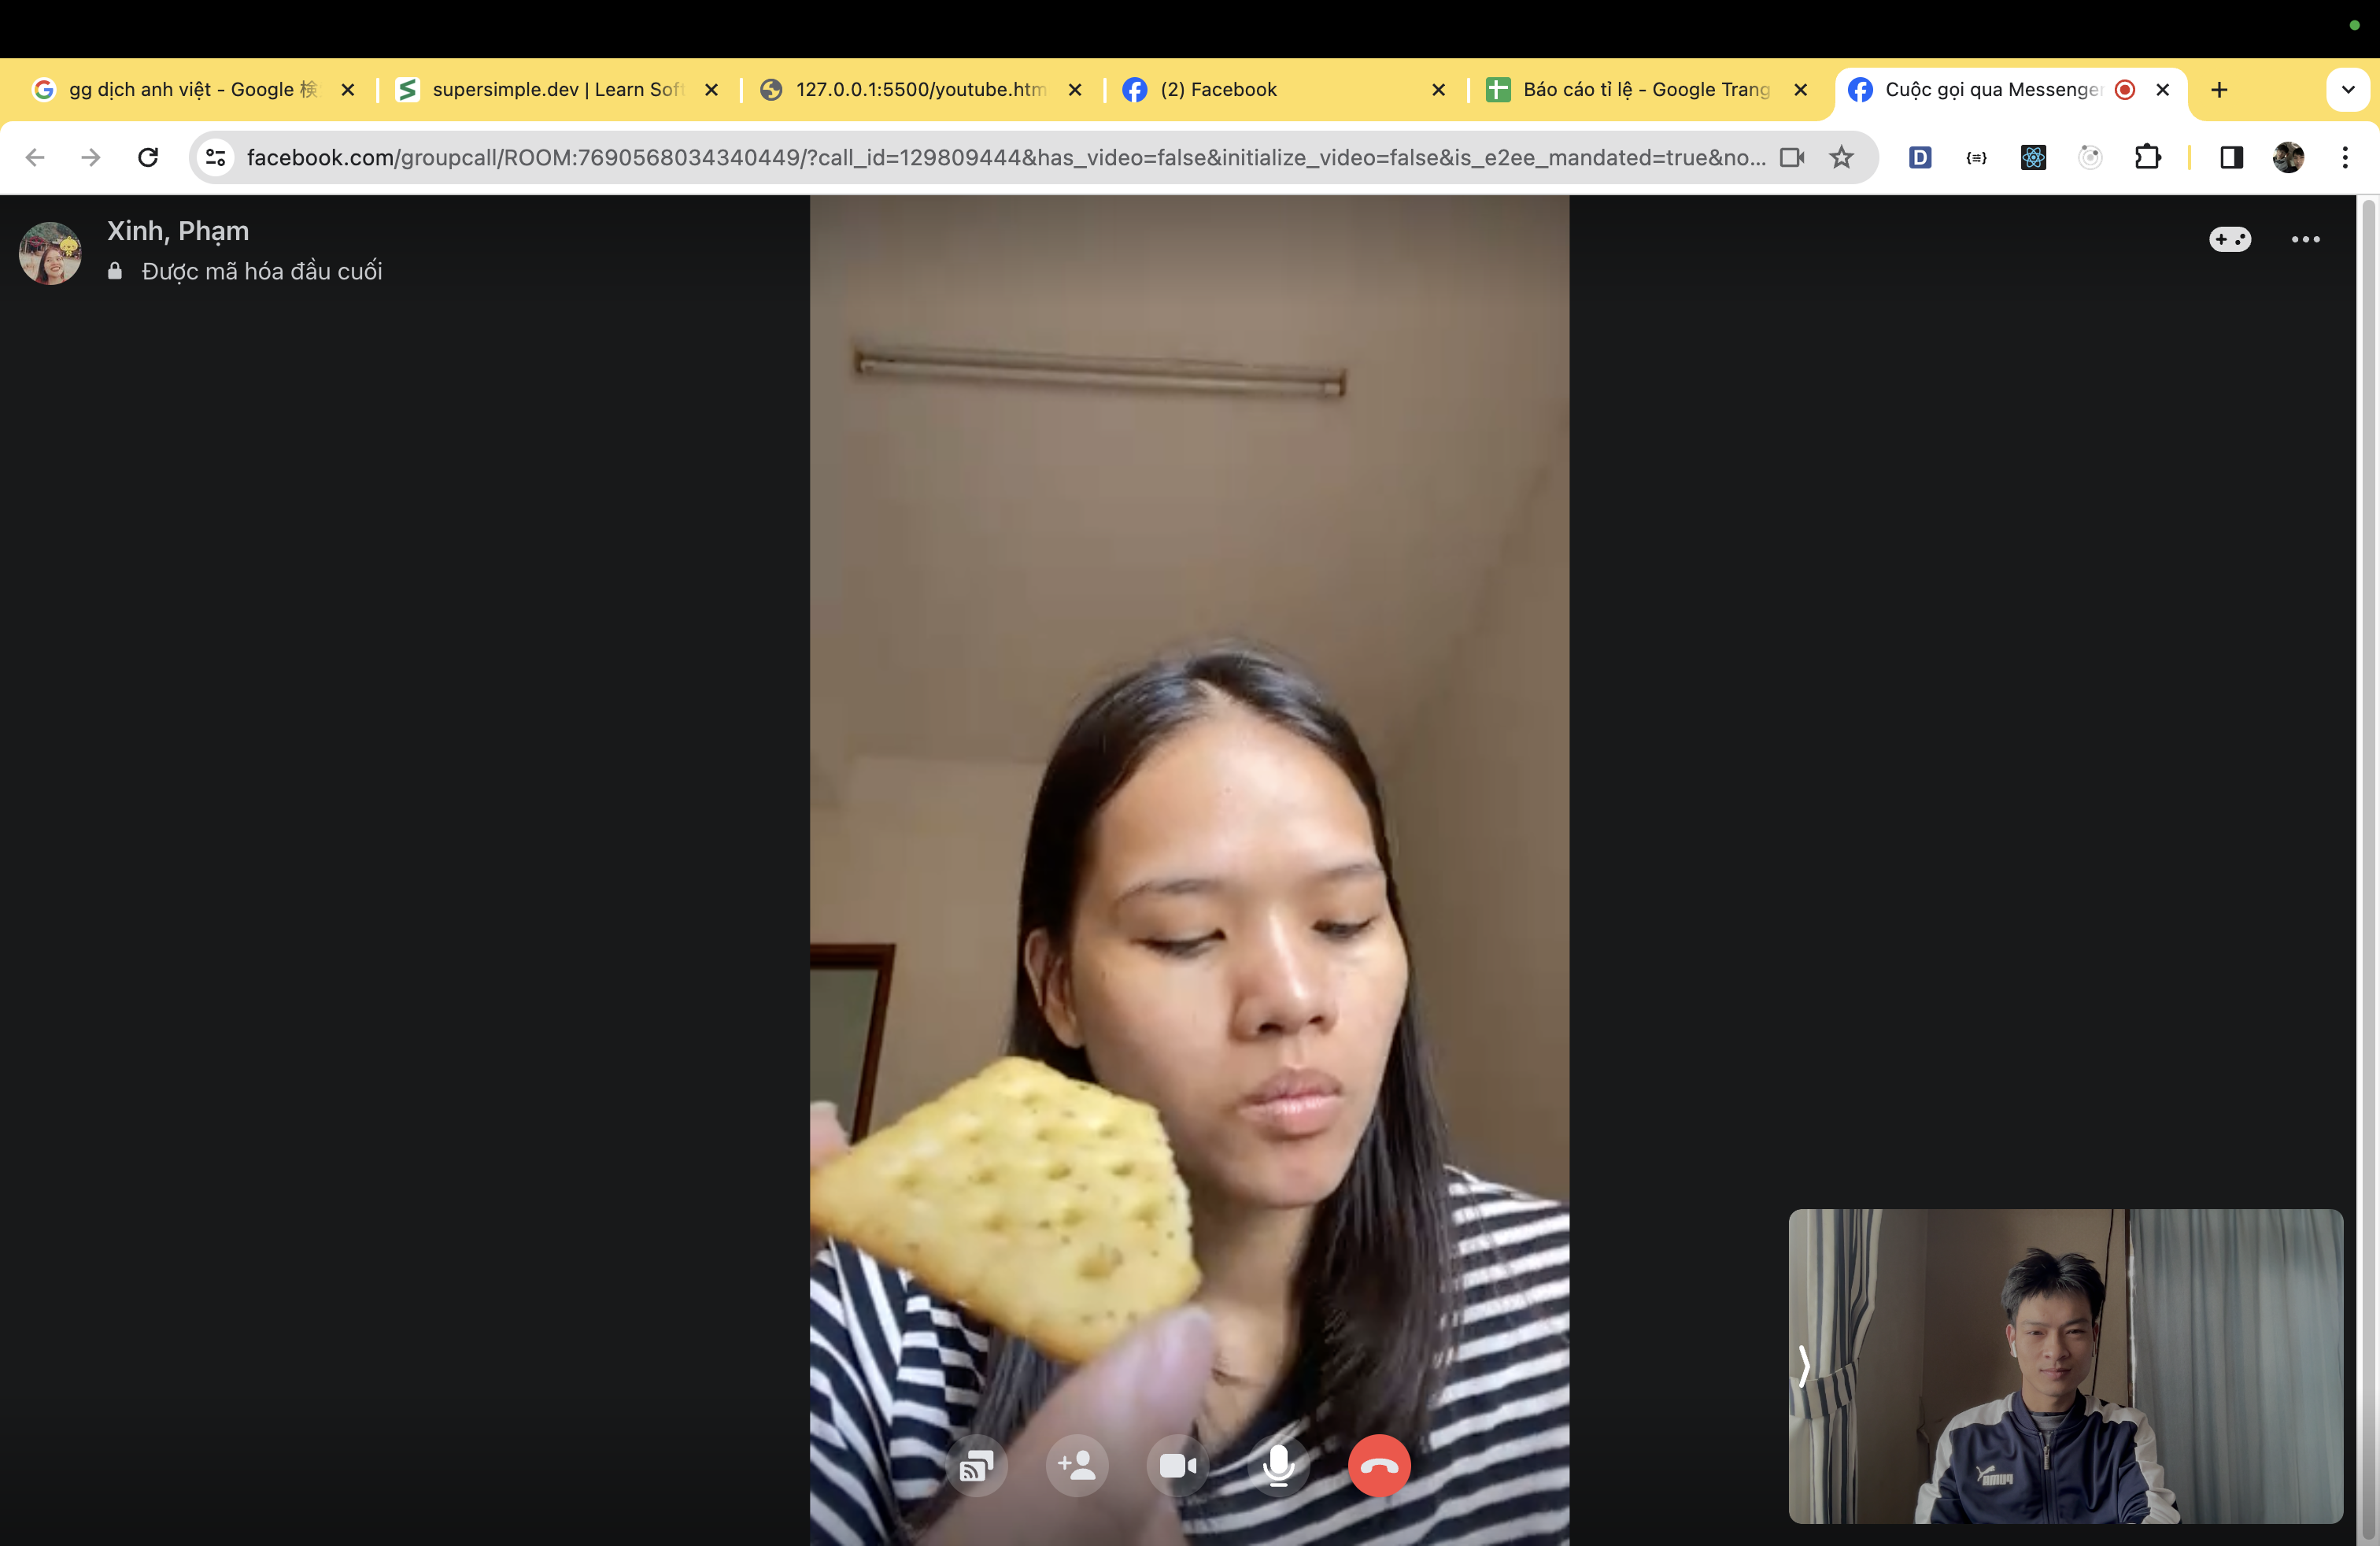 gg dịch anh việt - Google 検
supersimple.dev | Learn Sof
127.0.0.1:5500/youtube.htm
(2) Facebook
Báo cáo tỉ lệ - Google Trang
Cuộc gọi qua Messenger
facebook.com/groupcall/ROOM:7690568034340449/?call_id=129809444&has_video=false&initialize_video=false&is_e2ee_mandated=true&no...
D
Xinh, Phạm
Được mã hóa đầu cuối